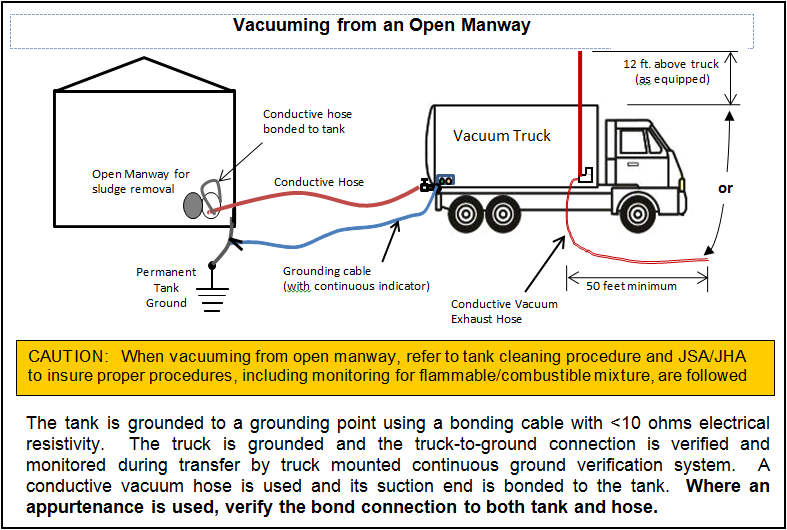 Vacuuming from an Open Manway
12 ft. above truck
(as equipped)
Conductive hose
bonded to tank
Vacuum Truck
Open Manway for
sludge removal
Conductive Hose
or
Permanent
Tank
Ground
Grounding cable
(with continuous indicator)
50 feet minimum
Conductive Vacuum
Exhaust Hose
CAUTION: When vacuuming from open manway, refer to tank cleaning procedure and JSA/JHA
to insure proper procedures, including monitoring for flammable/combustible mixture, are followed
The tank is grounded to a grounding point using a bonding cable with <10 ohms electrical
resistivity. The truck is grounded and the truck-to-ground connection is verified and
monitored during transfer by truck mounted continuous ground verification system. A
conductive vacuum hose is used and its suction end is bonded to the tank. Where an
appurtenance is used, verify the bond connection to both tank and hose.